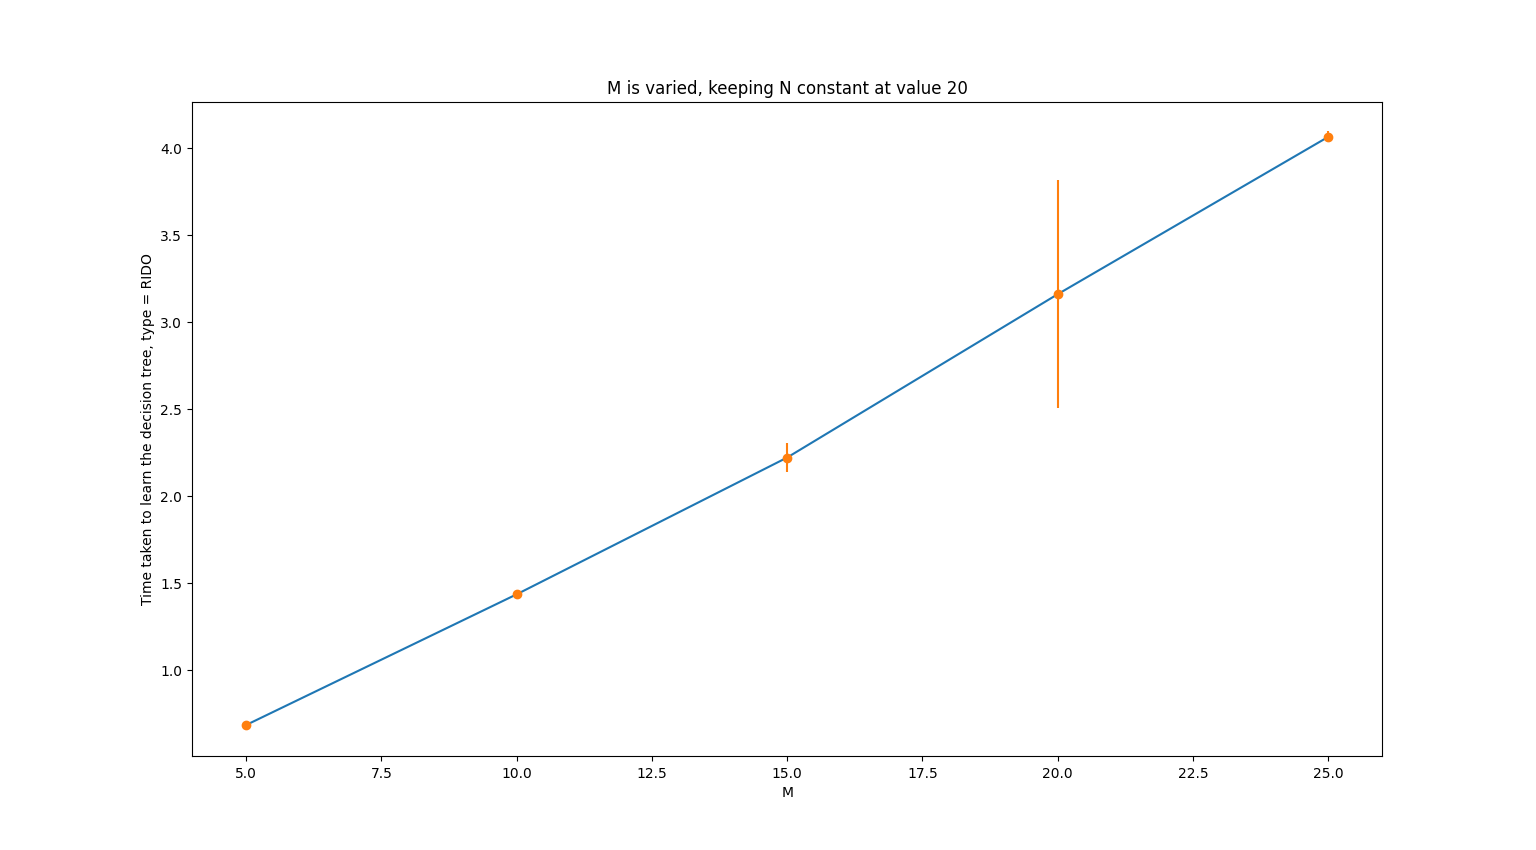 M is varied, keeping N constant at value 20
Time taken to learn the decision tree, type = RIDO
4.0
3.5
3.0
2.5
2.0
1.5
1.0
5.0 7.5 10.0 12.5 15.0 17.5 20.0 22.5 25.0
M